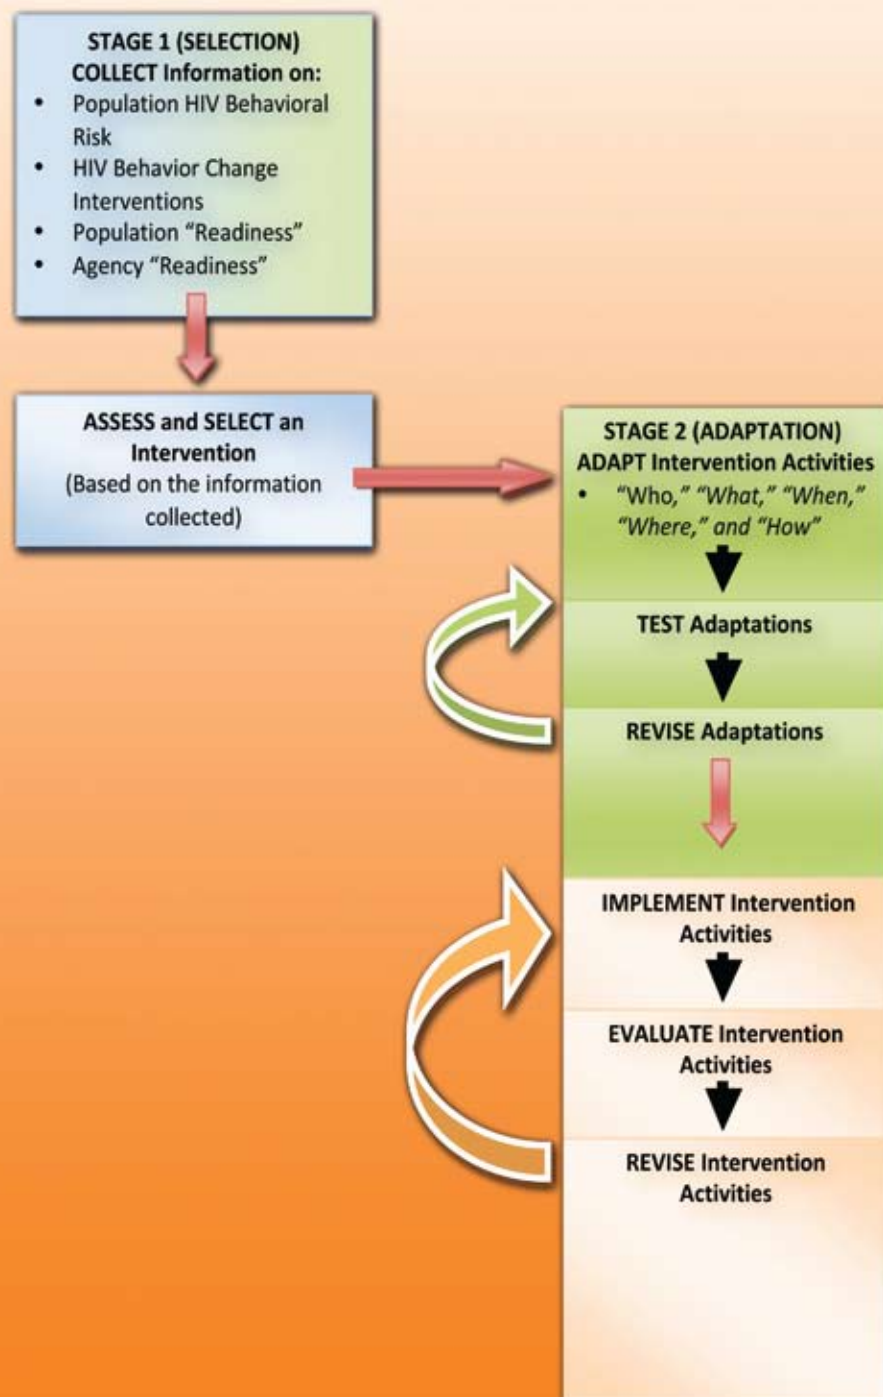 STAGE 1 (SELECTION)
COLLECT Information on:
• Population HIV Behavioral
Risk
• HIV Behavior Change
Interventions
• Population “Readiness”
• Agency “Readiness”
ASSESS and SELECT an
Intervention
(Based on the information
collected)
STAGE 2 (ADAPTATION)
ADAPT Intervention Activities
• “Who,” “What,” “When,”
“Where,” and “How”
TEST Adaptations
REVISE Adaptations
IMPLEMENT Intervention
Activities
EVALUATE Intervention
Activities
REVISE Intervention
Activities